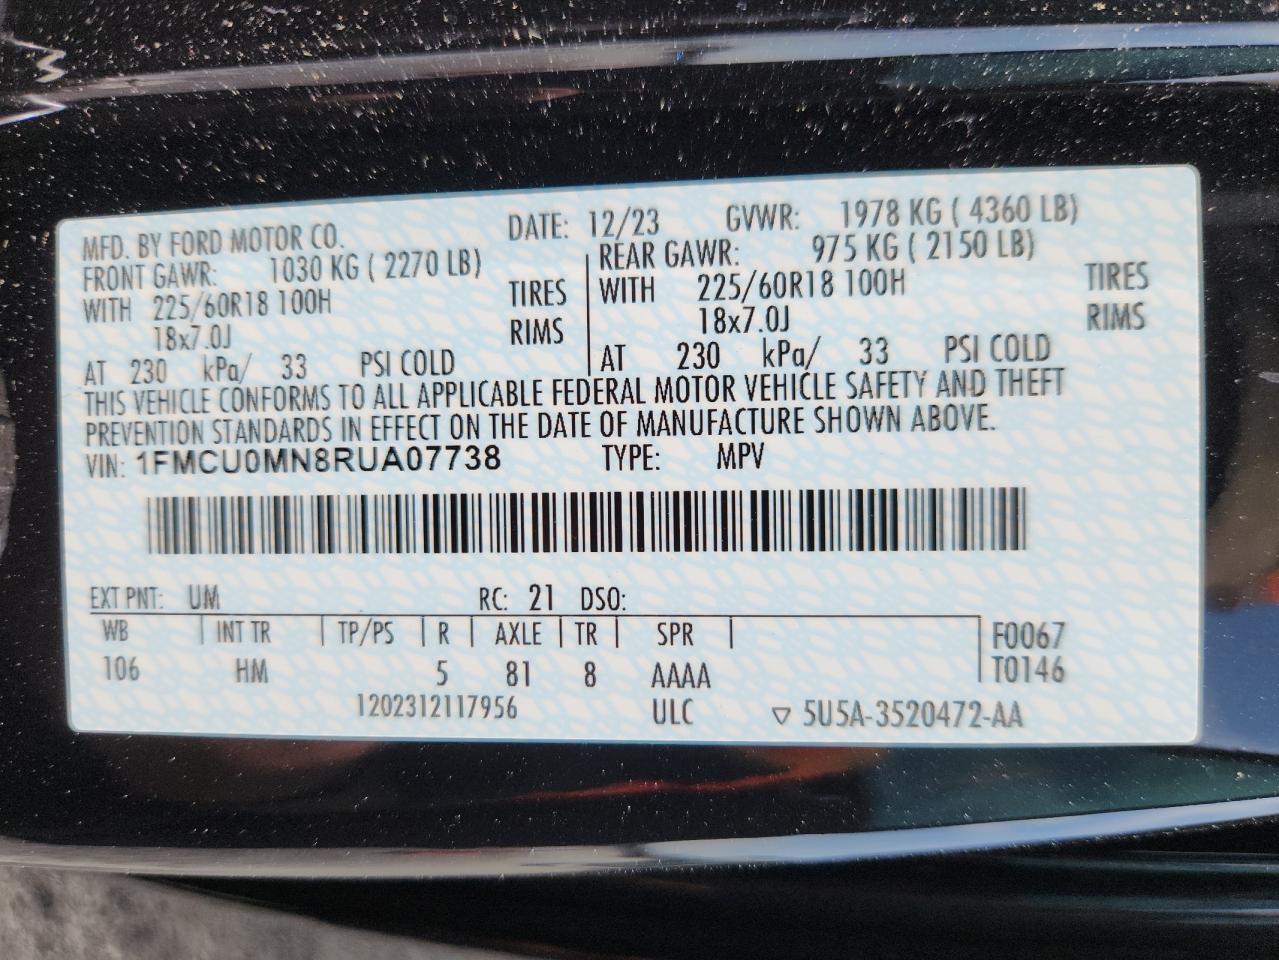 MFD. BY FORD MOTOR CO. DATE: 12/23 GVWR: 1978 KG ( 4360 LB)
FRONT GAWR: 1030 KG ( 2270 LB)
WITH 225/60R18 100H TIRES
18x7.0J RIMS
AT 230 kPa/ 33 PSI COLD
REAR GAWR: 975 KG ( 2150 LB)
WITH 225/60R18 100H TIRES
18x7.0J RIMS
AT 230 kPa/ 33 PSI COLD
THIS VEHICLE CONFORMS TO ALL APPLICABLE FEDERAL MOTOR VEHICLE SAFETY AND THEFT
PREVENTION STANDARDS IN EFFECT ON THE DATE OF MANUFACTURE SHOWN ABOVE.
VIN: 1FMCU0MN8RUA07738 TYPE: MPV
EXT PNT: UM RC: 21 DSO:
WB INT TR TP/PS R AXLE TR SPR F0067
106 HM 5 81 8 AAAA T0146
1202312117956 ULC ▽ 5U5A-3520472-AA